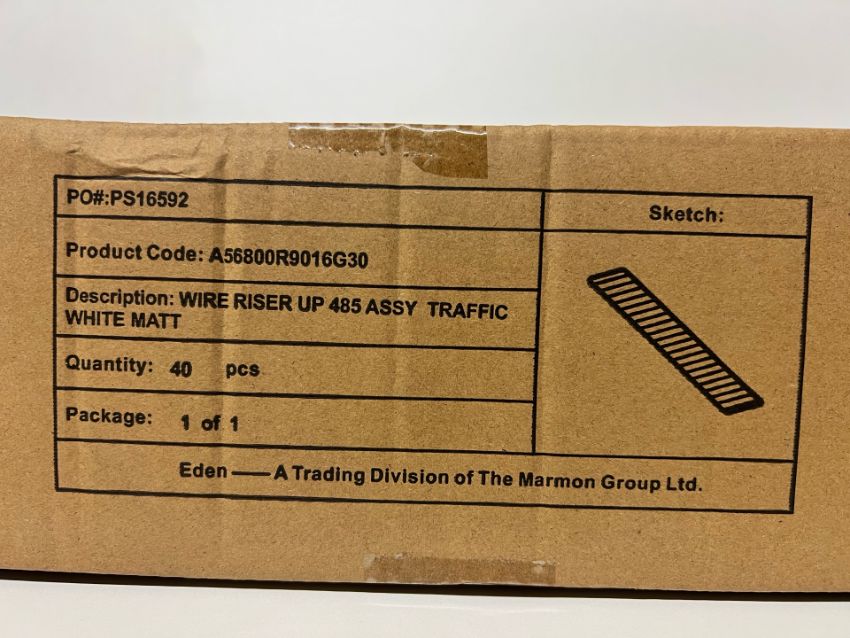 PO#:PS16592
Sketch:
Product Code: A56800R9016G30
Description: WIRE RISER UP 485 ASSY TRAFFIC
WHITE MATT
Quantity: 40 pcs
Package: 1 of 1
Eden — A Trading Division of The Marmon Group Ltd.